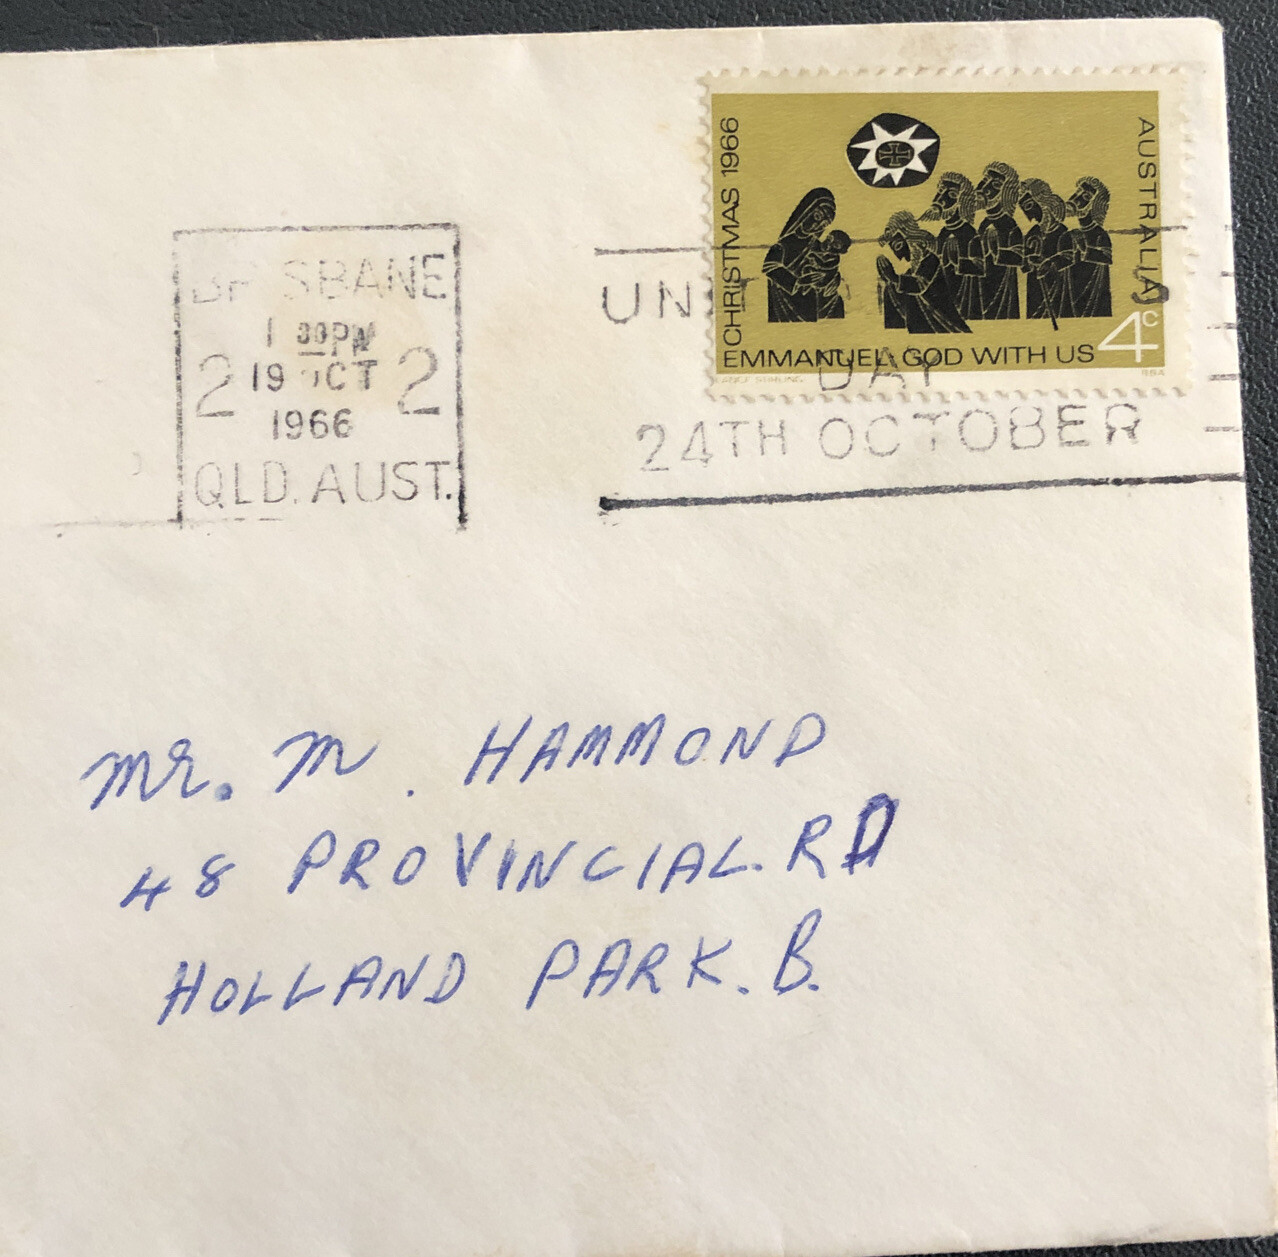 BRISBANE
1 30PM
2 19 OCT 2
1966
QLD. AUST.
CHRISTMAS 1966
AUSTRALIA
EMMANUEL GOD WITH US
4c
DAY
24TH OCTOBER
Mr. M. HAMMOND
48 PROVINCIAL. RD
HOLLAND PARK. B.